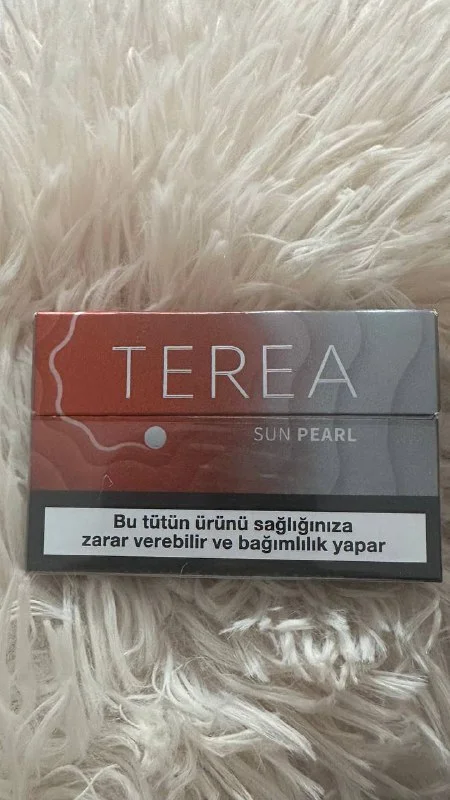 TEREA
SUN PEARL
Bu tütün ürünü sağlığınıza
zarar verebilir ve bağımlılık yapar